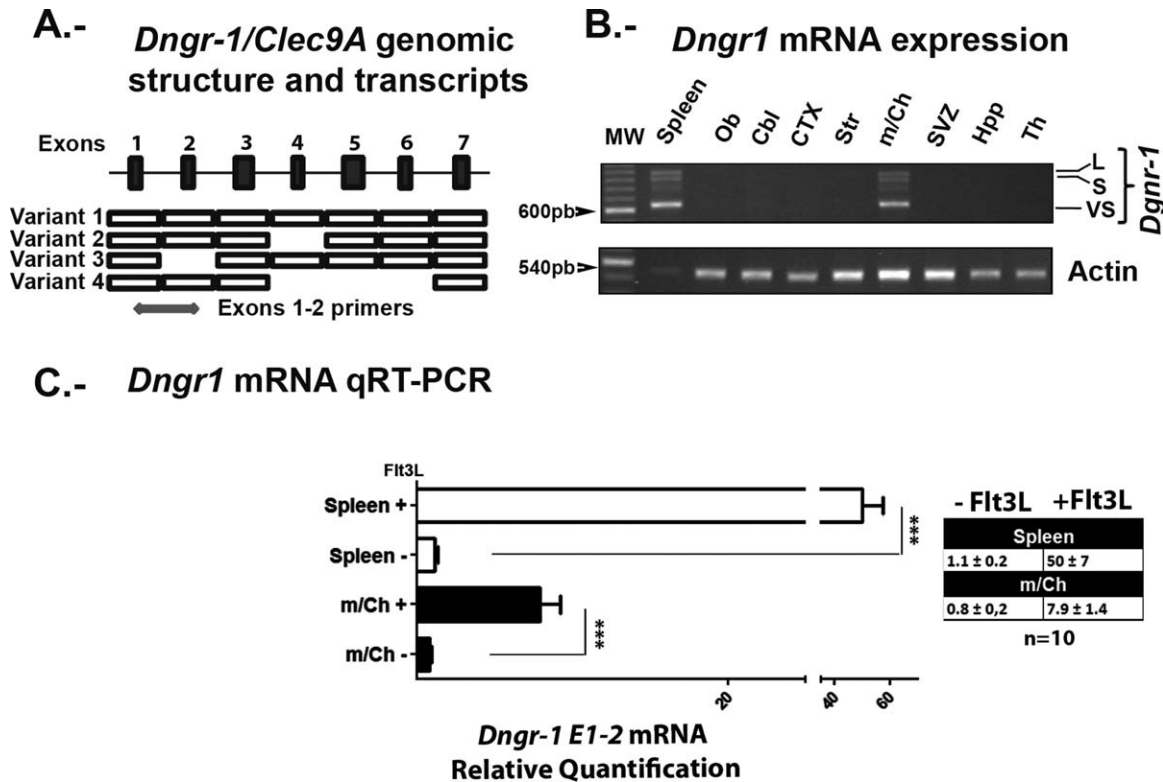 A.- Dngr-1/Clec9A genomic
structure and transcripts
Exons 1 2 3 4 5 6 7
Variant 1
Variant 2
Variant 3
Variant 4
Exons 1-2 primers
B.- Dngr1 mRNA expression
MW Spleen Ob Cbl CTX Str m/Ch SVZ Hpp Th
L
S
VS
Dgnr-1
600pb
540pb
Actin
C.- Dngr1 mRNA qRT-PCR
Flt3L
Spleen +
Spleen -
m/Ch +
m/Ch -
***
***
20 40 60
Dngr-1 E1-2 mRNA
Relative Quantification
- Flt3L +Flt3L
Spleen
1.1 ± 0.2 50 ± 7
m/Ch
0.8 ± 0,2 7.9 ± 1.4
n=10